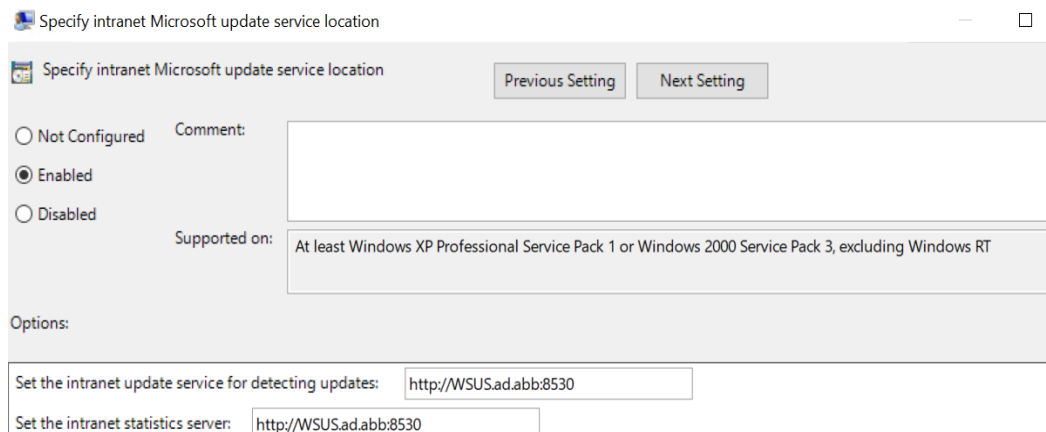 Specify intranet Microsoft update service location
Specify intranet Microsoft update service location
Previous Setting Next Setting
Not Configured
Comment:
Enabled
Disabled
Supported on:
At least Windows XP Professional Service Pack 1 or Windows 2000 Service Pack 3, excluding Windows RT
Options:
Set the intranet update service for detecting updates: http://WSUS.ad.abb:8530
Set the intranet statistics server: http://WSUS.ad.abb:8530